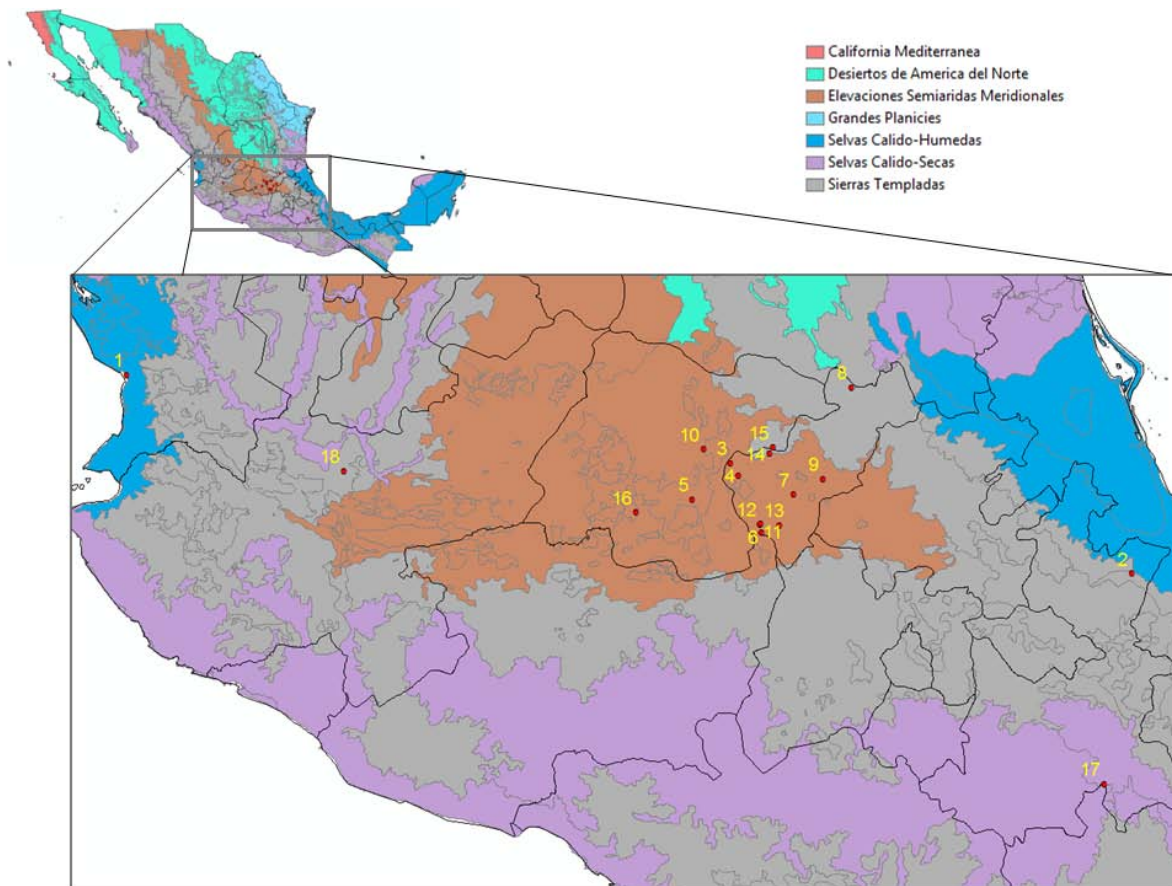 California Mediterranea
Desiertos de America del Norte
Elevaciones Semiaridas Meridionales
Grandes Planicies
Selvas Calido-Humedas
Selvas Calido-Secas
Sierras Templadas
1
8
10
3
15
14
18
4
9
5
7
16
12
13
6
11
2
17